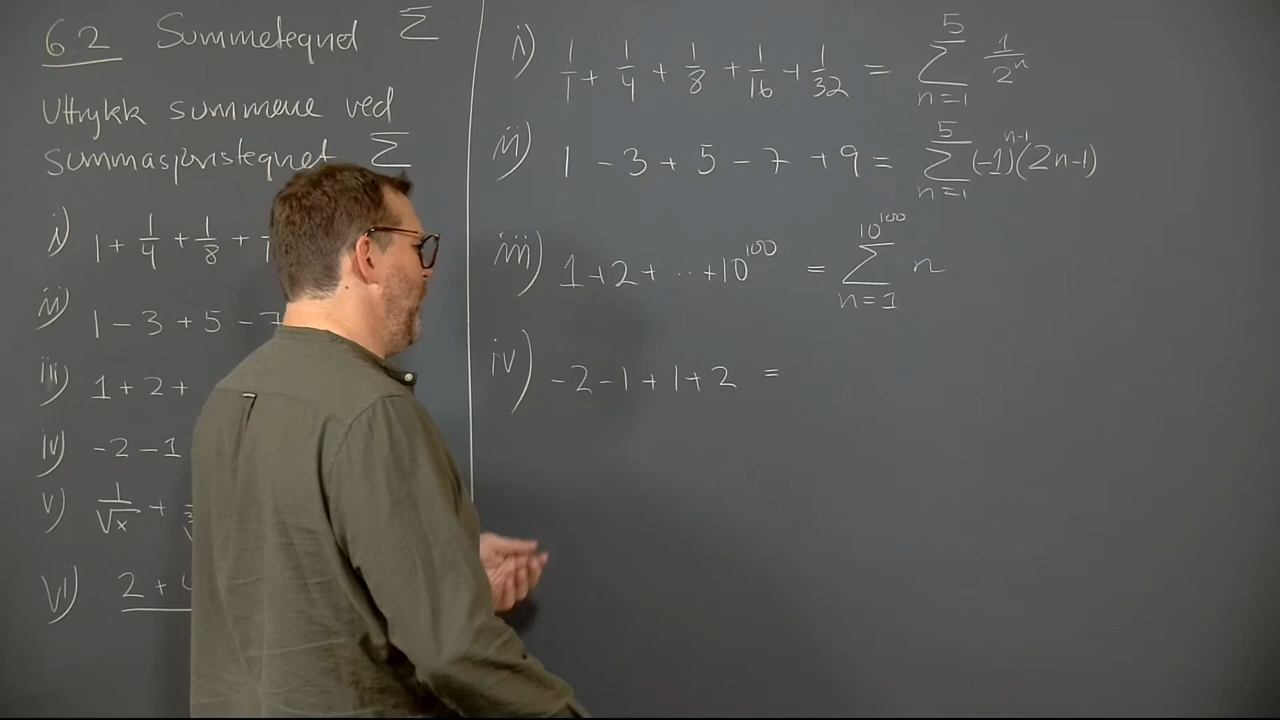 6.2 Summetegnet Σ
Uttrykk summene ved
summasjonstegnet Σ
i) 1 + 1/4 + 1/8 +
ii) 1 - 3 + 5 - 7
iii) 1 + 2 +
iv) -2 - 1
v) 1/√x +
vi) 2 +
i) 1/1 + 1/4 + 1/8 + 1/16 + 1/32 = Σ_{n=1}^{5} 1/2^n
ii) 1 - 3 + 5 - 7 + 9 = Σ_{n=1}^{5} (-1)^{n-1}(2n-1)
iii) 1 + 2 + ... + 10^{100} = Σ_{n=1}^{10^{100}} n
iv) -2 - 1 + 1 + 2 =